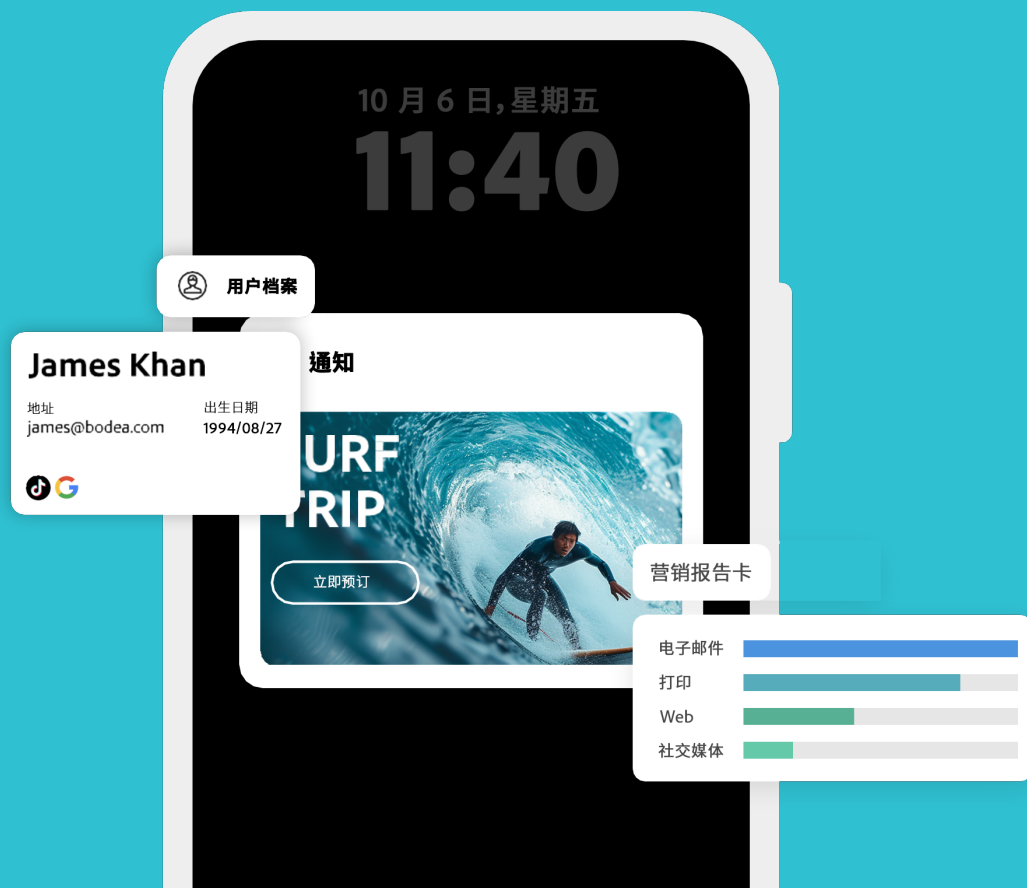 10 月 6 日,星期五
11:40
用户档案
James Khan
地址
james@bodea.com
出生日期
1994/08/27
通知
URF
TRIP
立即预订
营销报告卡
电子邮件
打印
Web
社交媒体